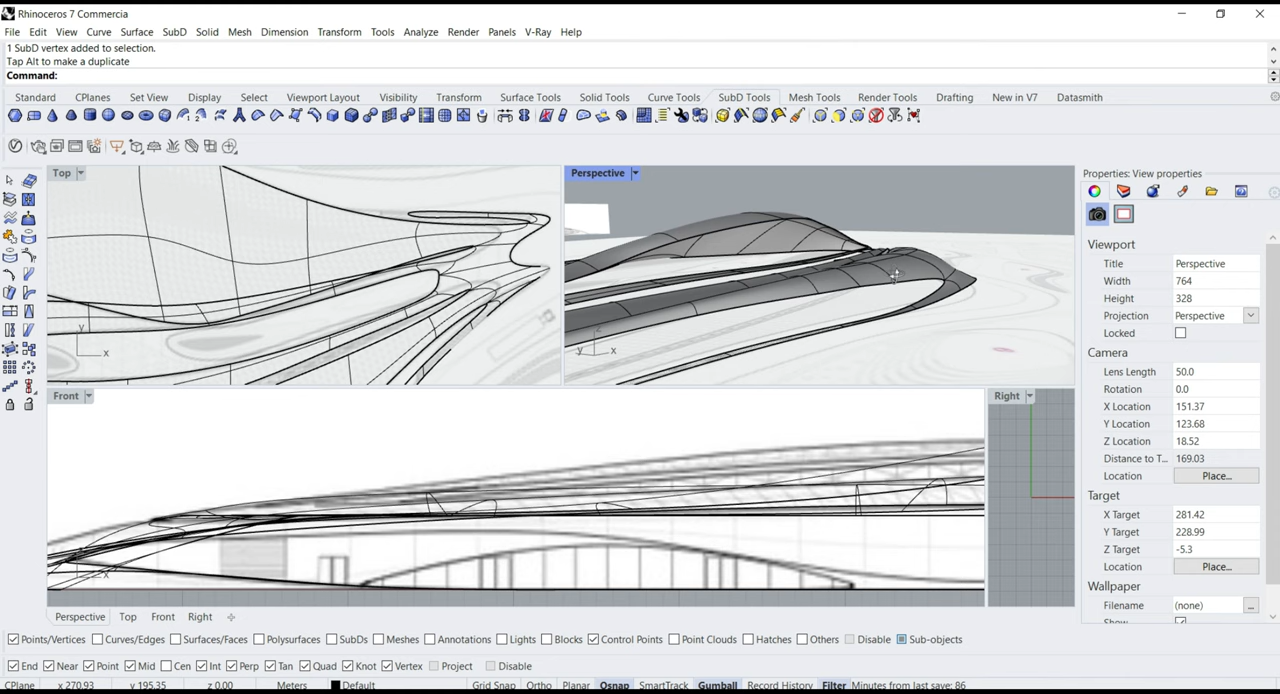 Rhinoceros 7 Commercia
File Edit View Curve Surface SubD Solid Mesh Dimension Transform Tools Analyze Render Panels V-Ray Help
1 SubD vertex added to selection.
Tap Alt to make a duplicate
Command:
Standard CPlanes Set View Display Select Viewport Layout Visibility Transform Surface Tools Solid Tools Curve Tools SubD Tools Mesh Tools Render Tools Drafting New in V7 Datasmith
Top
Perspective
Properties: View properties
Viewport
Title Perspective
Width 764
Height 328
Projection Perspective
Locked
Camera
Lens Length 50.0
Rotation 0.0
X Location 151.37
Y Location 123.68
Z Location 18.52
Distance to T... 169.03
Location Place...
Target
X Target 281.42
Y Target 228.99
Z Target -5.3
Location Place...
Wallpaper
Filename (none) ...
Show
y
x
z
y x
Front
Right
x
Perspective Top Front Right
Points/Vertices Curves/Edges Surfaces/Faces Polysurfaces SubDs Meshes Annotations Lights Blocks Control Points Point Clouds Hatches Others Disable Sub-objects
End Near Point Mid Cen Int Perp Tan Quad Knot Vertex Project Disable
CPlane x 270.93 y 195.35 z 0.00 Meters Default Grid Snap Ortho Planar Osnap SmartTrack Gumball Record History Filter Minutes from last save: 86